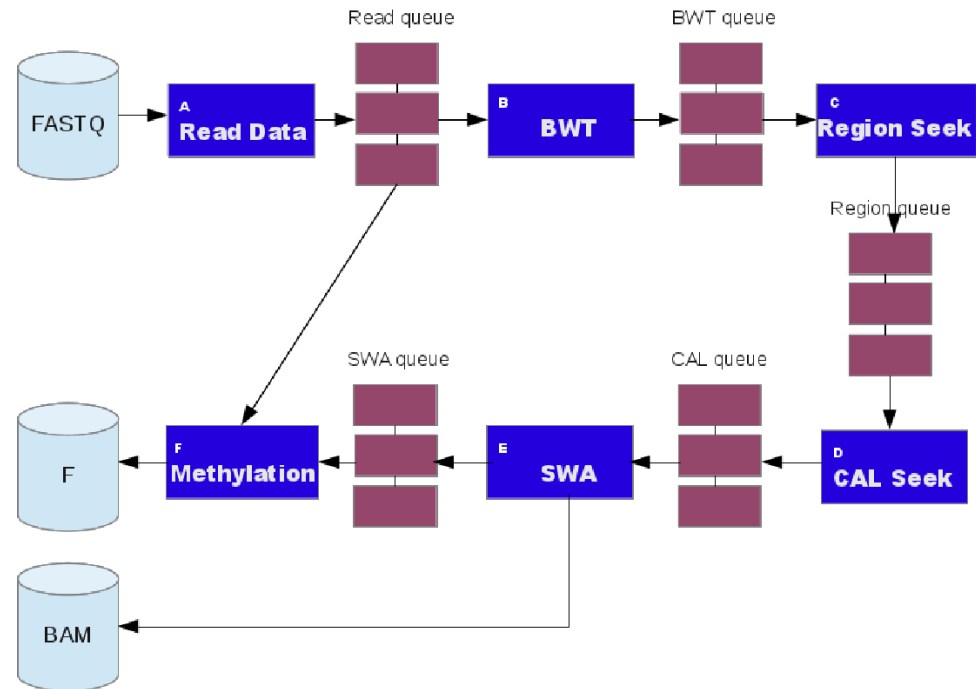 Read queue
BWT queue
FASTQ
A
Read Data
B
BWT
C
Region Seek
Region queue
SWA queue
CAL queue
F
F
Methylation
E
SWA
D
CAL Seek
BAM